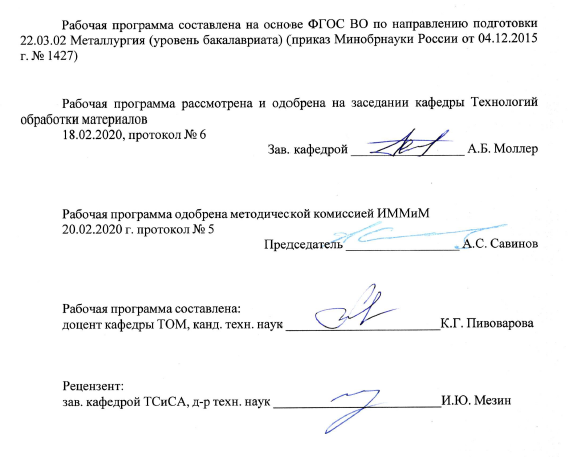 Рабочая программа составлена на основе ФГОС ВО по направлению подготовки
22.03.02 Металлургия (уровень бакалавриата) (приказ Минобрнауки России от 04.12.2015
г. № 1427)
Рабочая программа рассмотрена и одобрена на заседании кафедры Технологий
обработки материалов
18.02.2020, протокол № 6
Зав. кафедрой А.Б. Моллер
Рабочая программа одобрена методической комиссией ИММиМ
20.02.2020 г. протокол № 5
Председатель А.С. Савинов
Рабочая программа составлена:
доцент кафедры ТОМ, канд. техн. наук К.Г. Пивоварова
Рецензент:
зав. кафедрой ТСиСА, д-р техн. наук И.Ю. Мезин